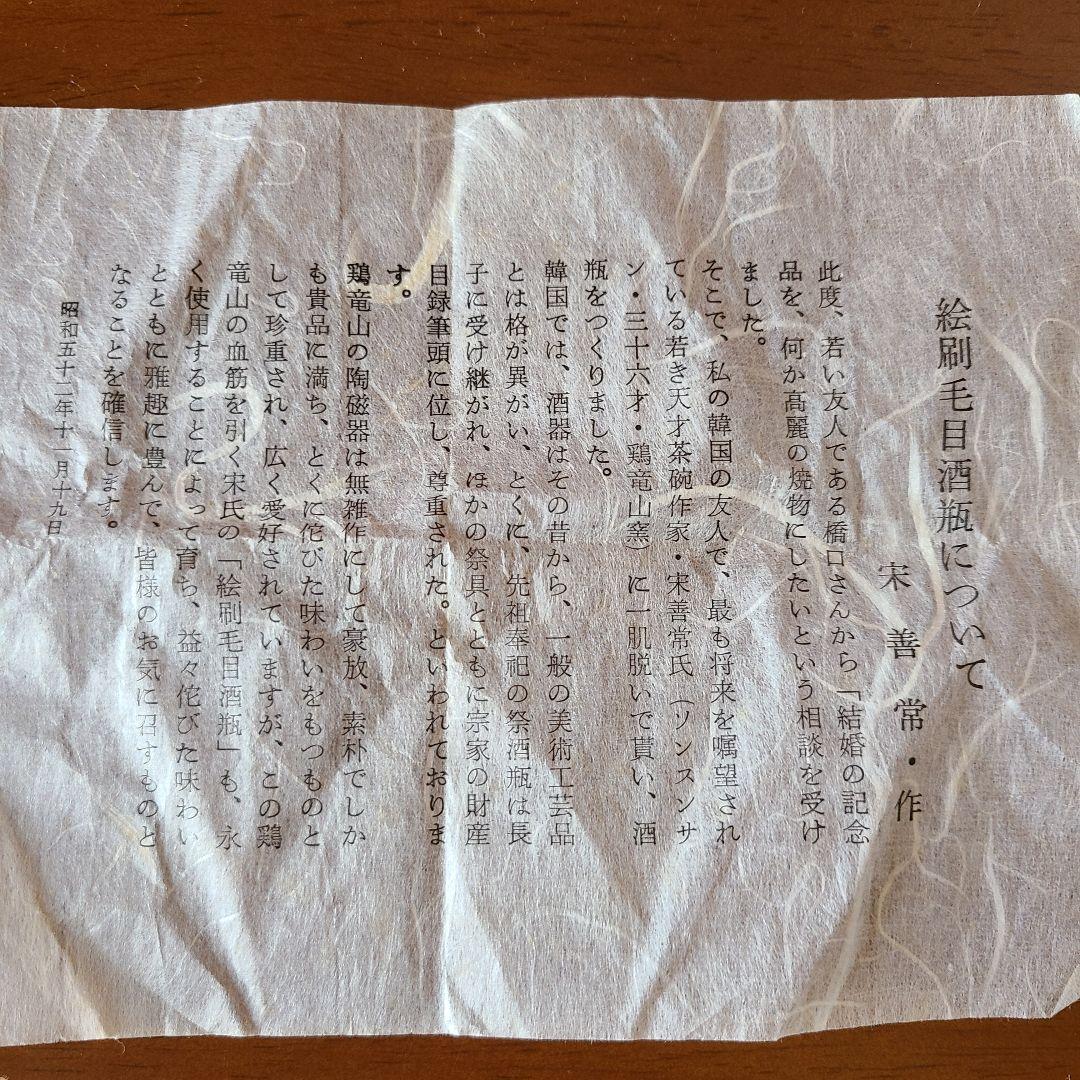 絵刷毛目酒瓶について
宋善常・作
此度、若い友人である橋口さんから「結婚の記念
品を、何か高麗の焼物にしたいという相談を受け
ました。
そこで、私の韓国の友人で、最も将来を嘱望され
ている若き天才茶碗作家・宋善常氏（ソンスンサ
ン・三十六才・鶏竜山窯）に一肌脱いで貰い、酒
瓶をつくりました。
韓国では、酒器はその昔から、一般の美術工芸品
とは格が異がい、とくに、先祖奉祀の祭酒瓶は長
子に受け継がれ、ほかの祭具とともに宗家の財産
目録筆頭に位し、尊重された。といわれておりま
す。
鶏竜山の陶磁器は無雑作にして豪放、素朴でしか
も貴品に満ち、とくに侘びた味わいをもつものと
して珍重され、広く愛好されていますが、この鶏
竜山の血筋を引く宋氏の「絵刷毛目酒瓶」も、永
く使用することによって育ち、益々侘びた味わい
とともに雅趣に豊んで、皆様のお気に召すものと
なることを確信します。
昭和五十二年十一月十九日